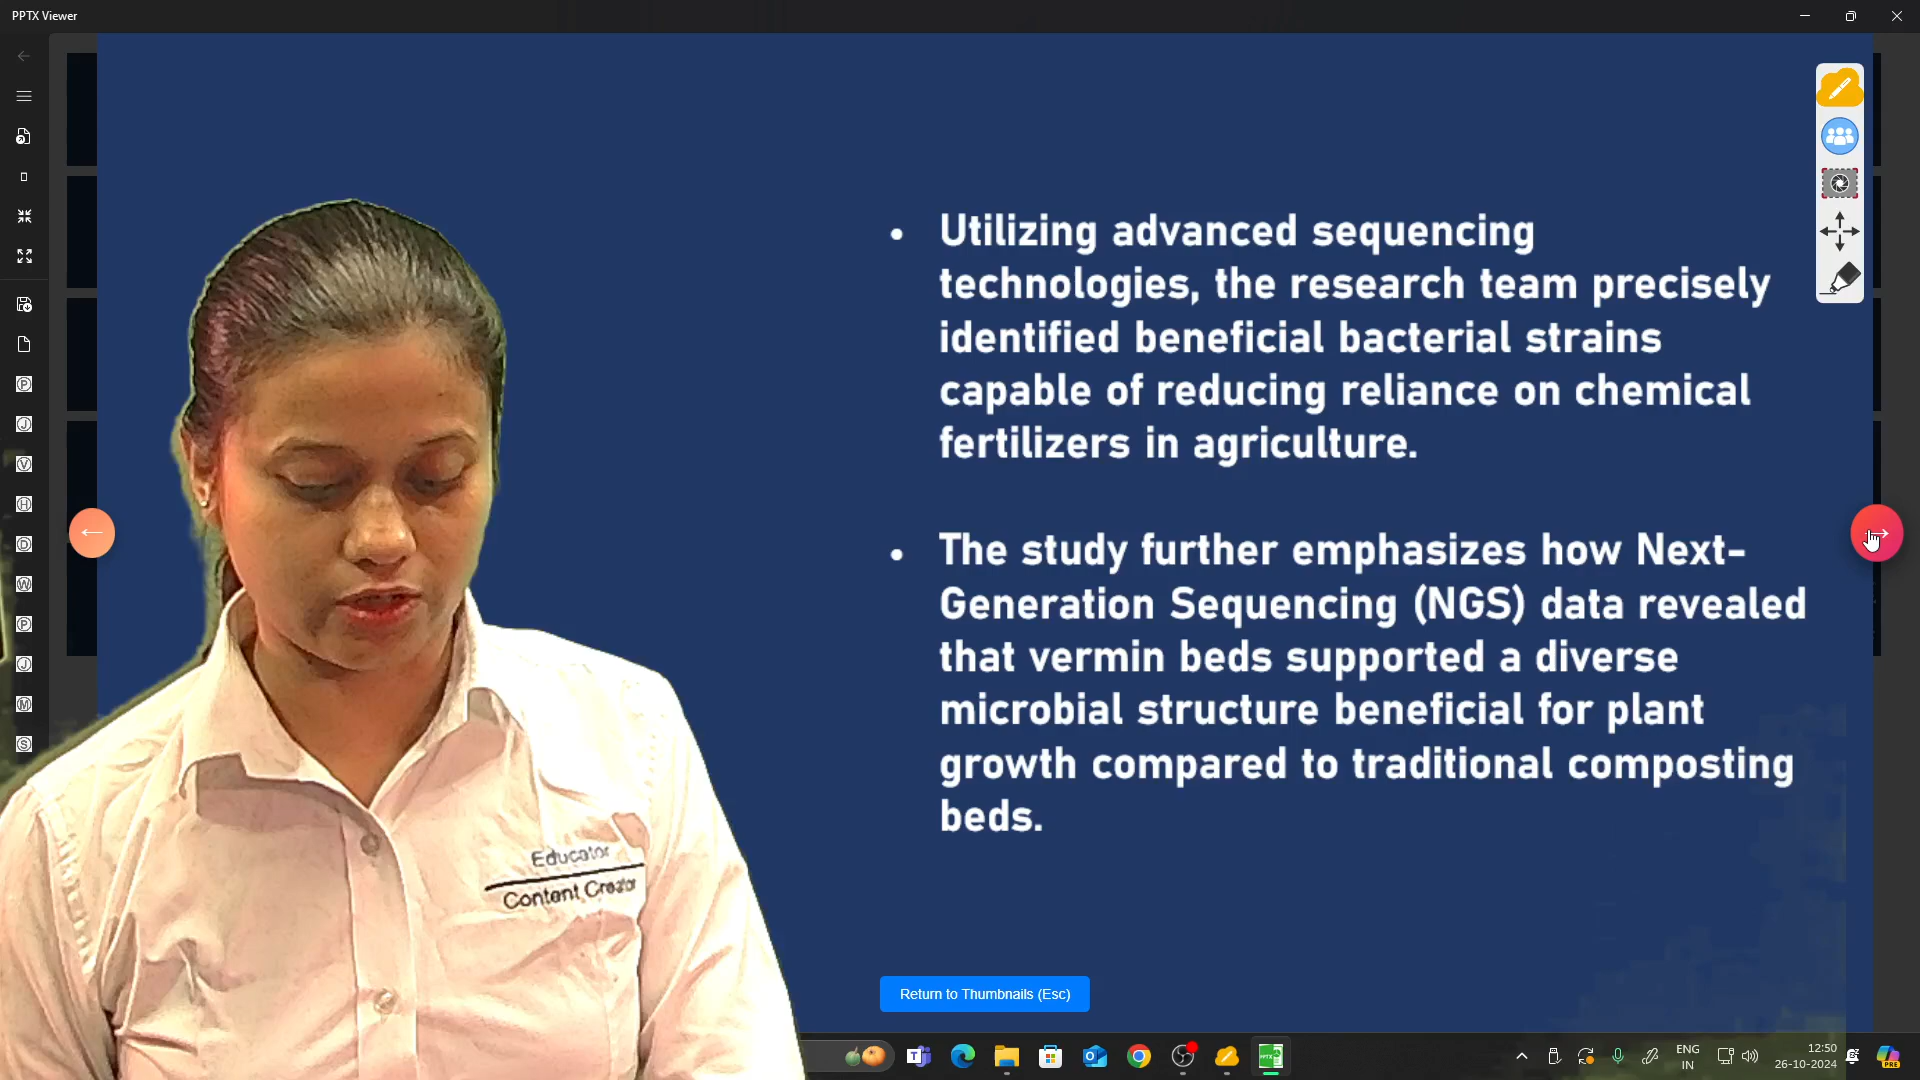 PPTX Viewer
Utilizing advanced sequencing
technologies, the research team precisely
identified beneficial bacterial strains
capable of reducing reliance on chemical
fertilizers in agriculture.
The study further emphasizes how Next-
Generation Sequencing (NGS) data revealed
that vermin beds supported a diverse
microbial structure beneficial for plant
growth compared to traditional composting
beds.
Educator
Content Creator
Return to Thumbnails (Esc)
ENG
IN
12:50
26-10-2024